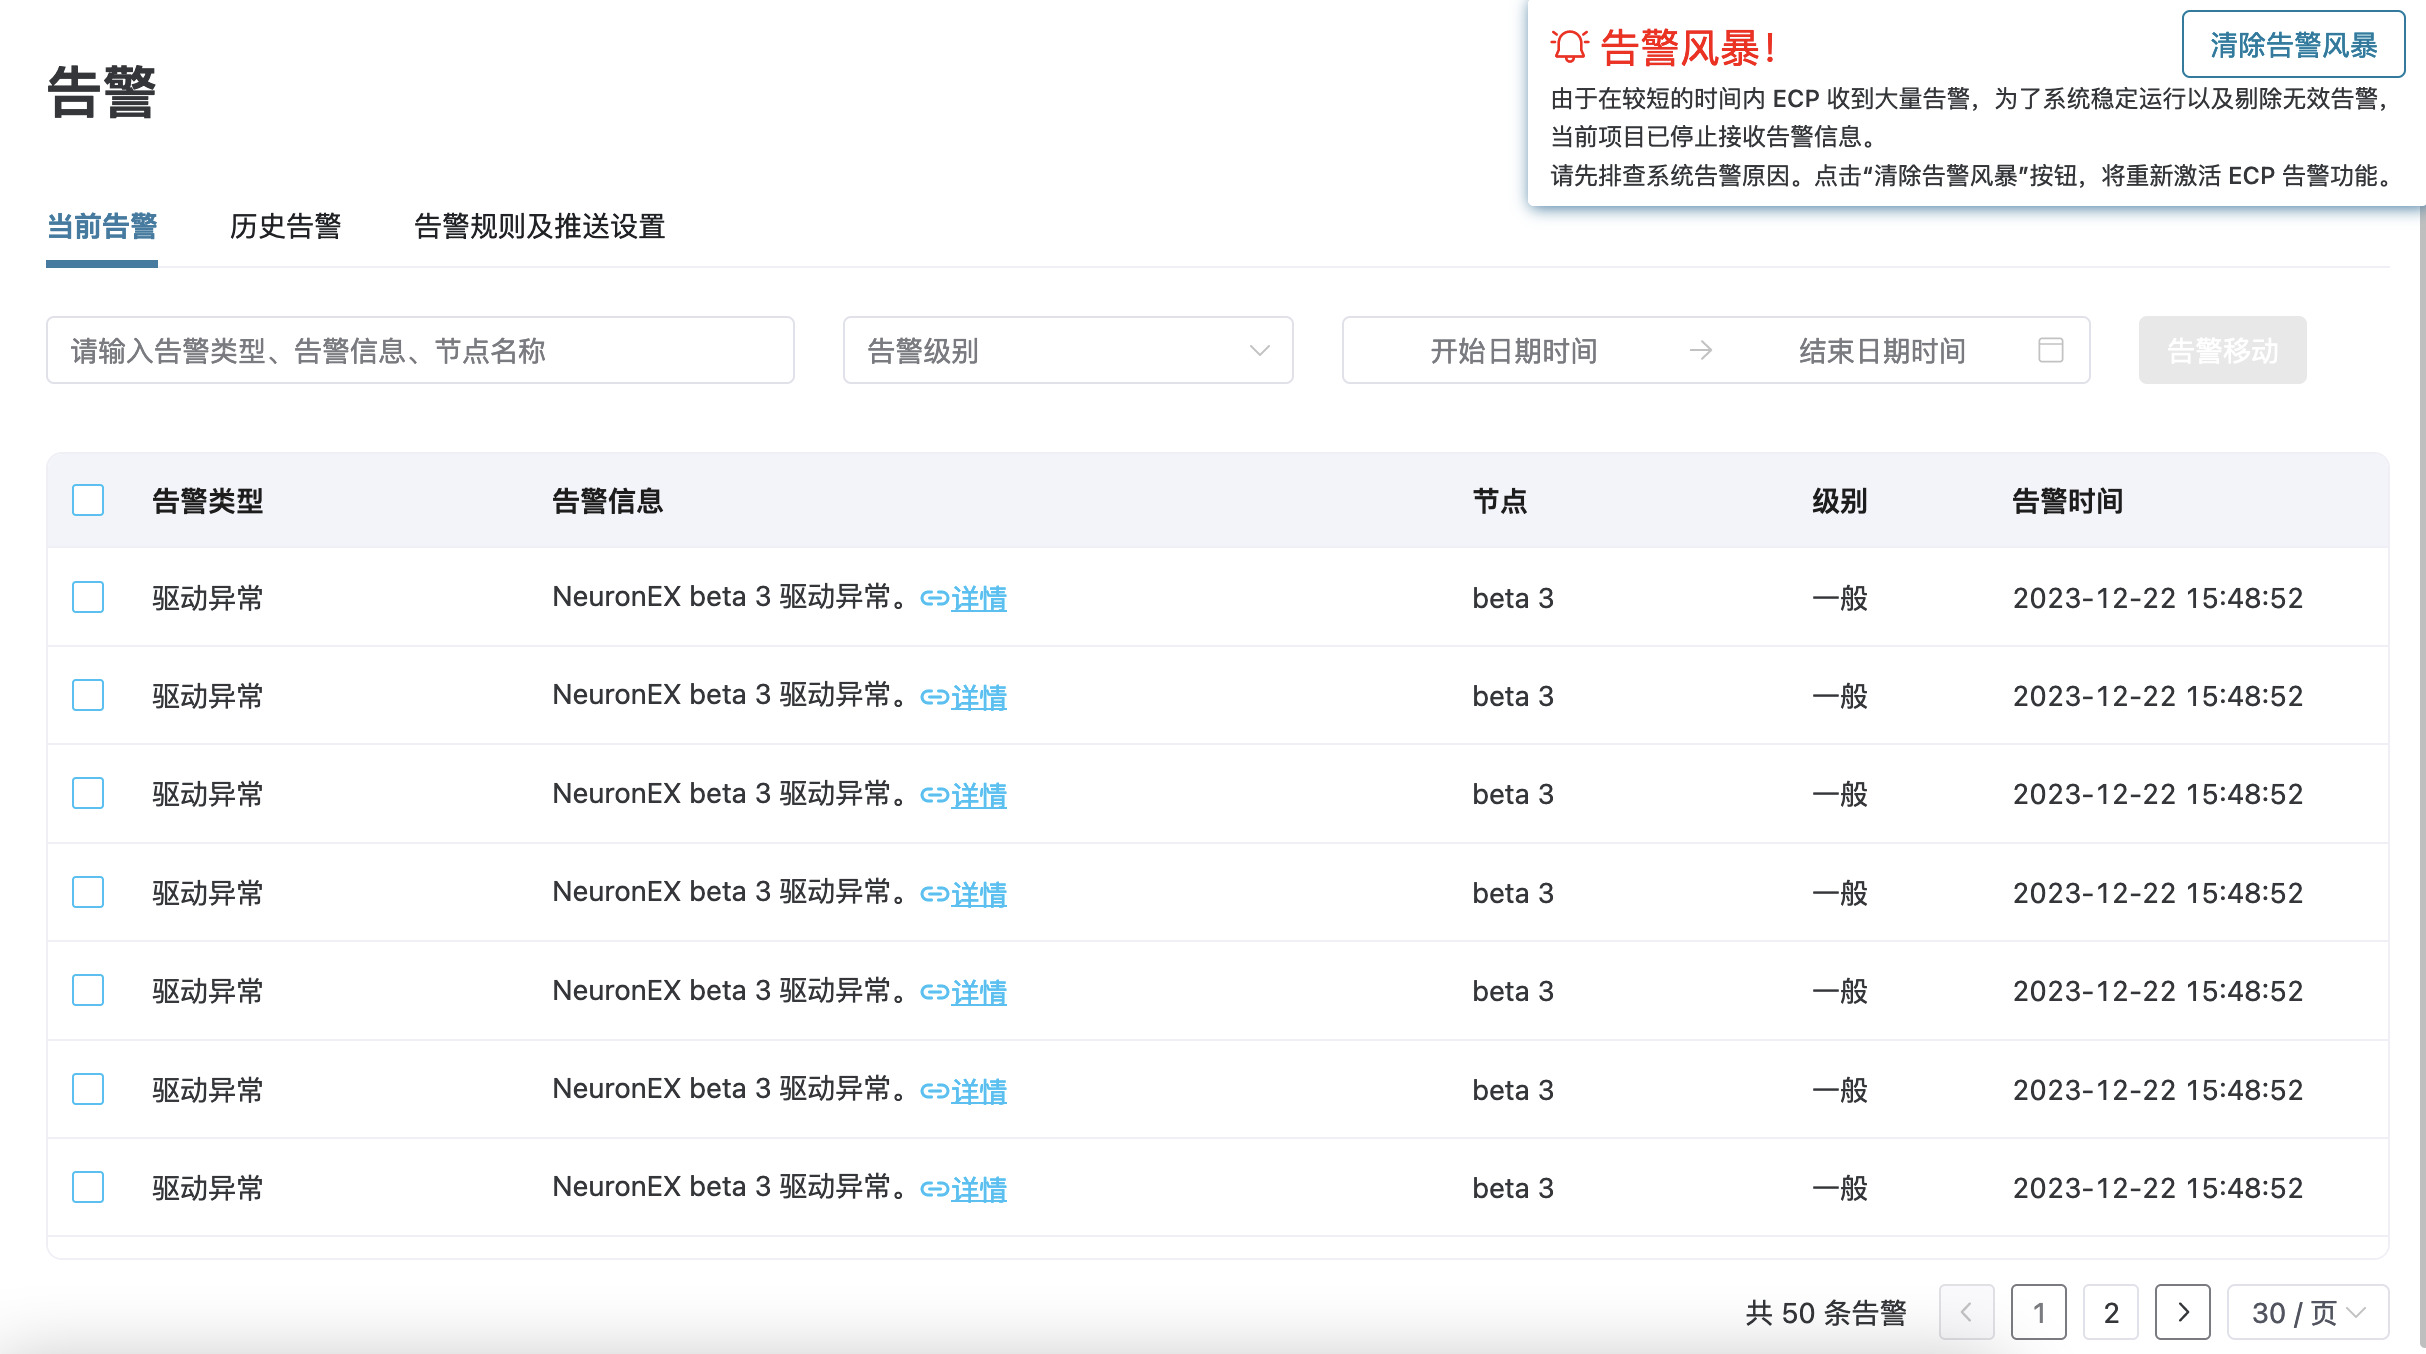 告警
告警风暴！
清除告警风暴
由于在较短的时间内 ECP 收到大量告警，为了系统稳定运行以及剔除无效告警，
当前项目已停止接收告警信息。
请先排查系统告警原因。点击“清除告警风暴”按钮，将重新激活 ECP 告警功能。
当前告警 历史告警 告警规则及推送设置
请输入告警类型、告警信息、节点名称 告警级别 开始日期时间 结束日期时间 告警移动
告警类型 告警信息 节点 级别 告警时间
驱动异常 NeuronEX beta 3 驱动异常。详情 beta 3 一般 2023-12-22 15:48:52
驱动异常 NeuronEX beta 3 驱动异常。详情 beta 3 一般 2023-12-22 15:48:52
驱动异常 NeuronEX beta 3 驱动异常。详情 beta 3 一般 2023-12-22 15:48:52
驱动异常 NeuronEX beta 3 驱动异常。详情 beta 3 一般 2023-12-22 15:48:52
驱动异常 NeuronEX beta 3 驱动异常。详情 beta 3 一般 2023-12-22 15:48:52
驱动异常 NeuronEX beta 3 驱动异常。详情 beta 3 一般 2023-12-22 15:48:52
驱动异常 NeuronEX beta 3 驱动异常。详情 beta 3 一般 2023-12-22 15:48:52
共 50 条告警 1 2 30 / 页